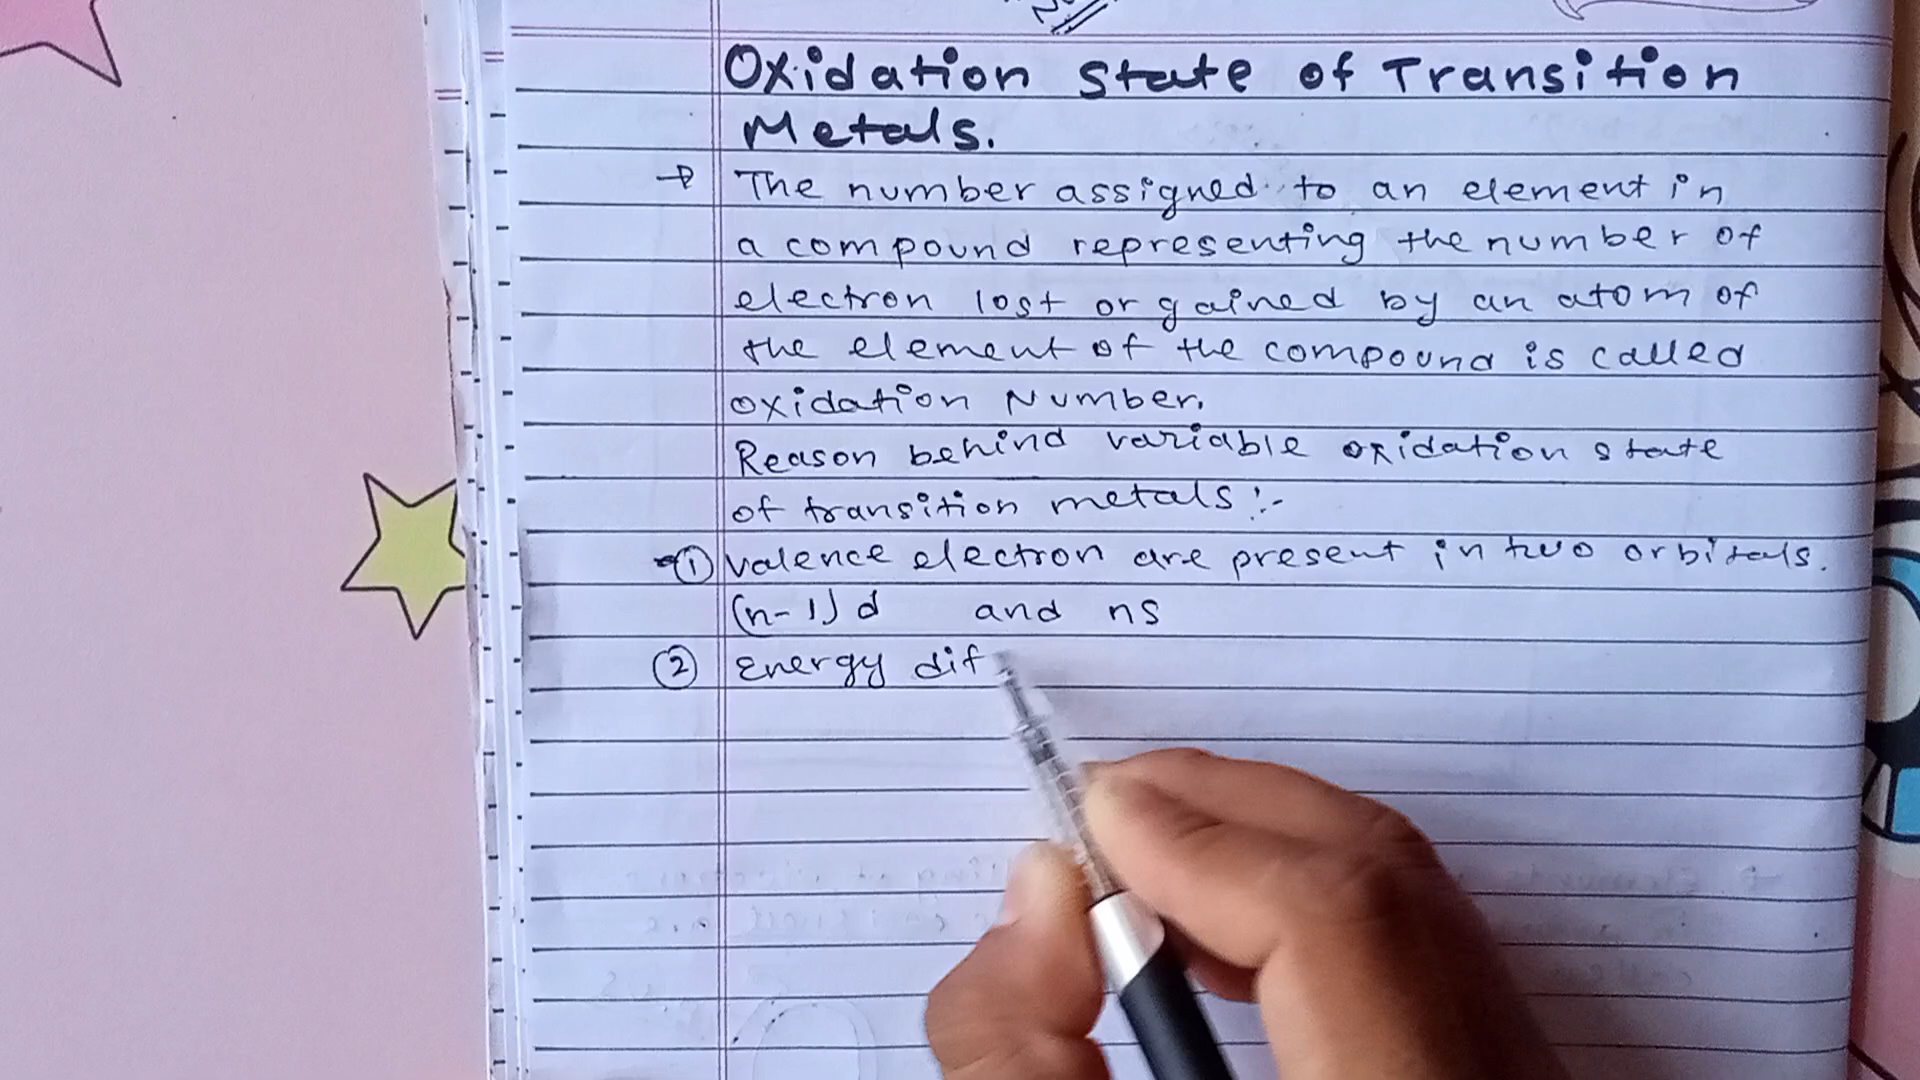 Oxidation State of Transition
Metals.
The number assigned to an element in
a compound representing the number of
electron lost or gained by an atom of
the element of the compound is called
oxidation Number.
Reason behind variable oxidation state
of transition metals :-
① Valence electron are present in two orbitals.
(n-1) d and ns
② Energy dif